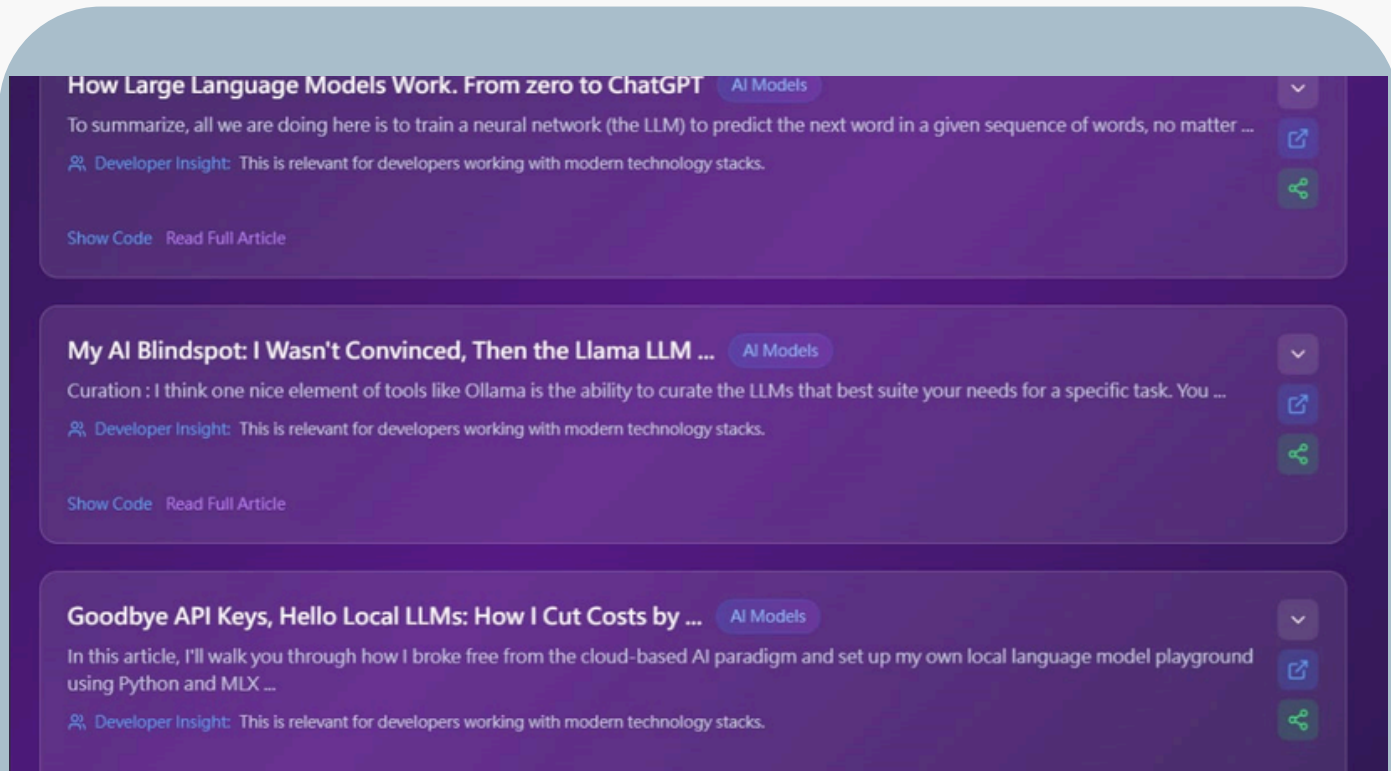 How Large Language Models Work. From zero to ChatGPT AI Models
To summarize, all we are doing here is to train a neural network (the LLM) to predict the next word in a given sequence of words, no matter ...
Developer Insight: This is relevant for developers working with modern technology stacks.
Show Code Read Full Article
My AI Blindspot: I Wasn't Convinced, Then the Llama LLM ... AI Models
Curation : I think one nice element of tools like Ollama is the ability to curate the LLMs that best suite your needs for a specific task. You ...
Developer Insight: This is relevant for developers working with modern technology stacks.
Show Code Read Full Article
Goodbye API Keys, Hello Local LLMs: How I Cut Costs by ... AI Models
In this article, I'll walk you through how I broke free from the cloud-based AI paradigm and set up my own local language model playground
using Python and MLX ...
Developer Insight: This is relevant for developers working with modern technology stacks.